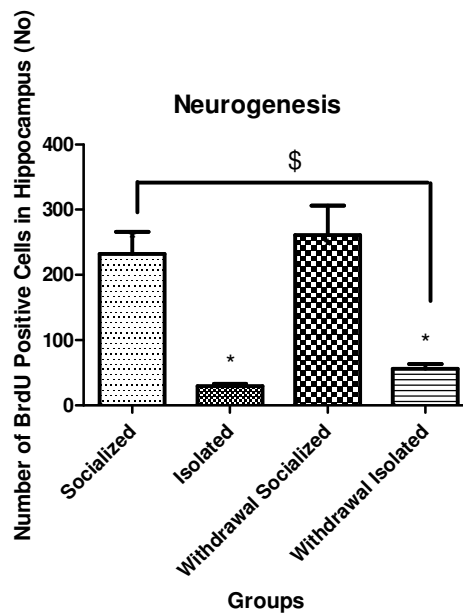 Neurogenesis
Number of BrdU Positive Cells in Hippocampus (No)
400
300
200
100
0
$
*
*
Socialized
Isolated
Withdrawal Socialized
Withdrawal Isolated
Groups